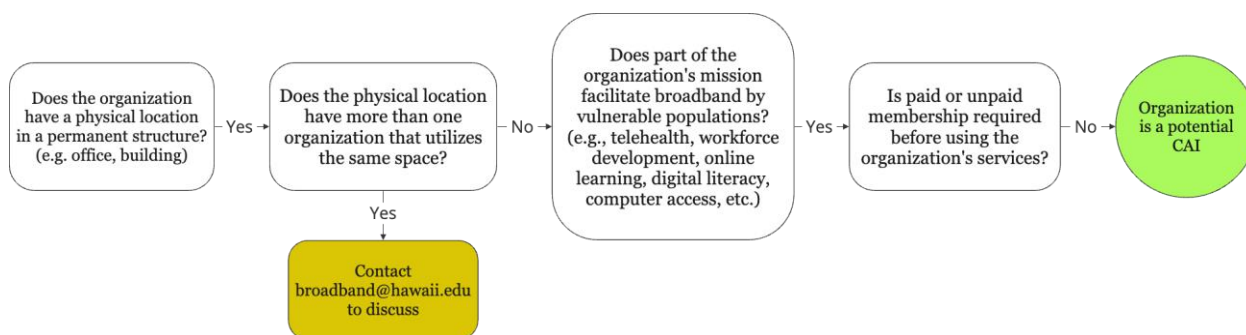 Does the organization
have a physical location
in a permanent structure?
(e.g. office, building)
Yes
Does the physical location
have more than one
organization that utilizes
the same space?
No
Does part of the
organization's mission
facilitate broadband by
vulnerable populations?
(e.g., telehealth, workforce
development, online
learning, digital literacy,
computer access, etc.)
Yes
Is paid or unpaid
membership required
before using the
organization's services?
No
Organization
is a potential
CAI
Yes
Contact
broadband@hawaii.edu
to discuss